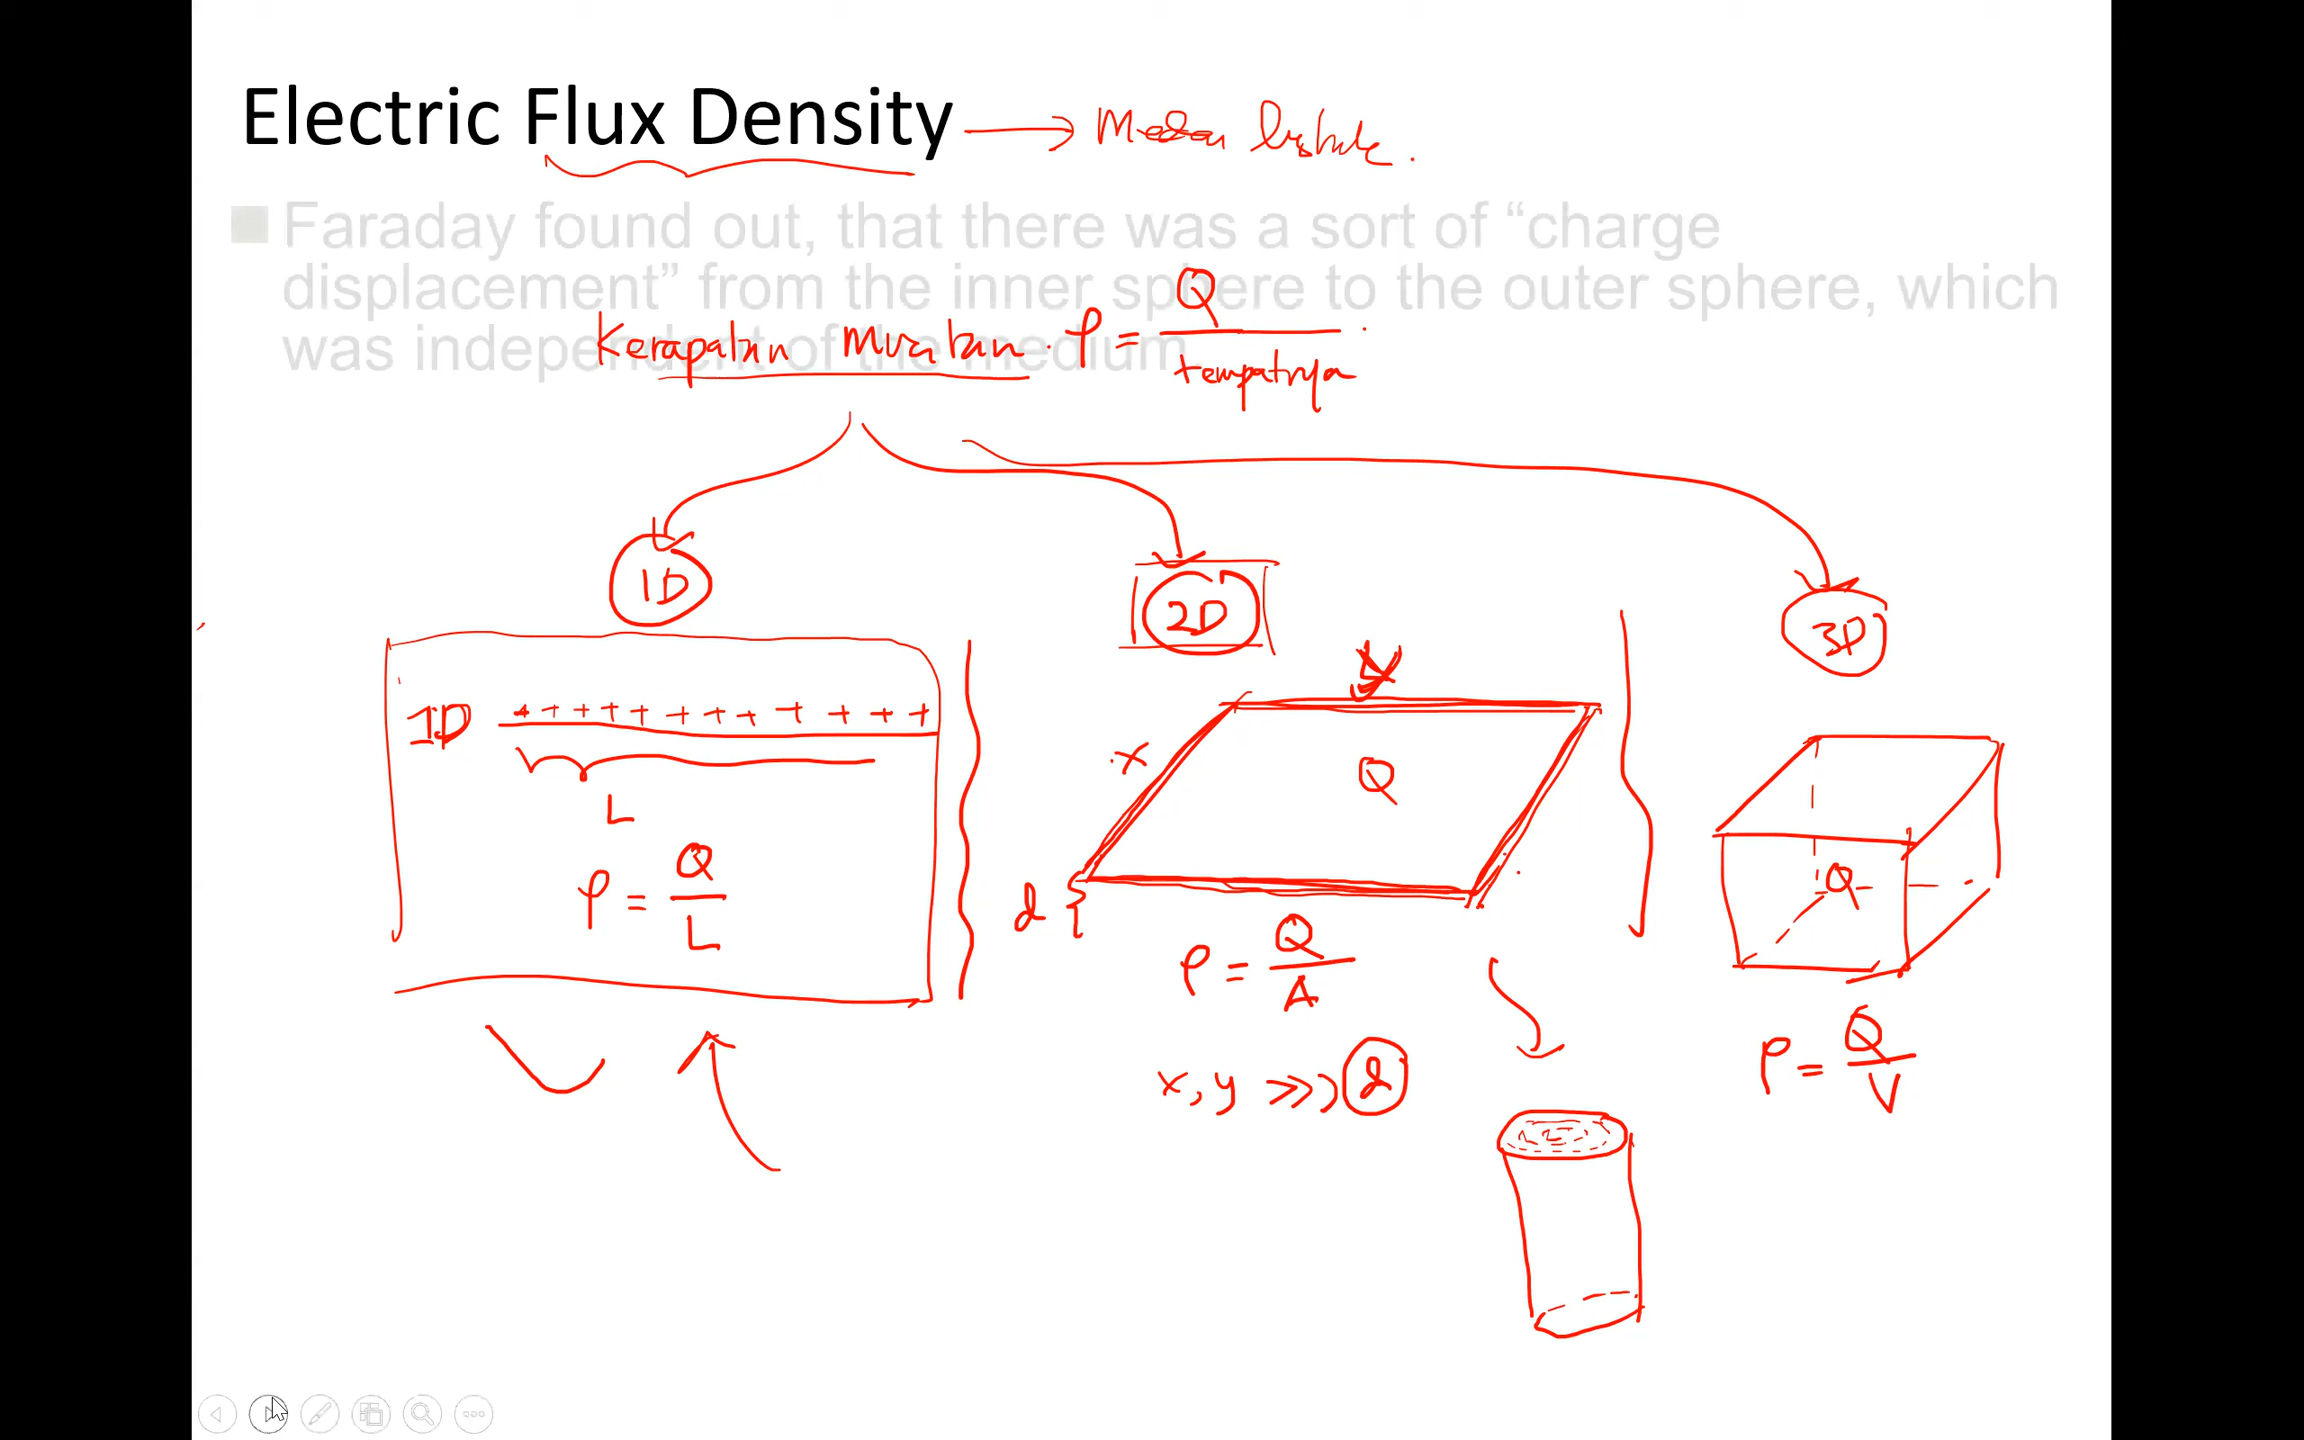 Electric Flux Density → Medan listrik.
Faraday found out, that there was a sort of “charge
displacement” from the inner sphere to the outer sphere, which
was independent of the medium
Kerapatan Muatan. ρ = Q / tempatnya
1D
2D
3D
1D + + + + + + + + + + + +
L
ρ = Q / L
x
Q
d
ρ = Q / A
x, y >>> d
Q
ρ = Q / V